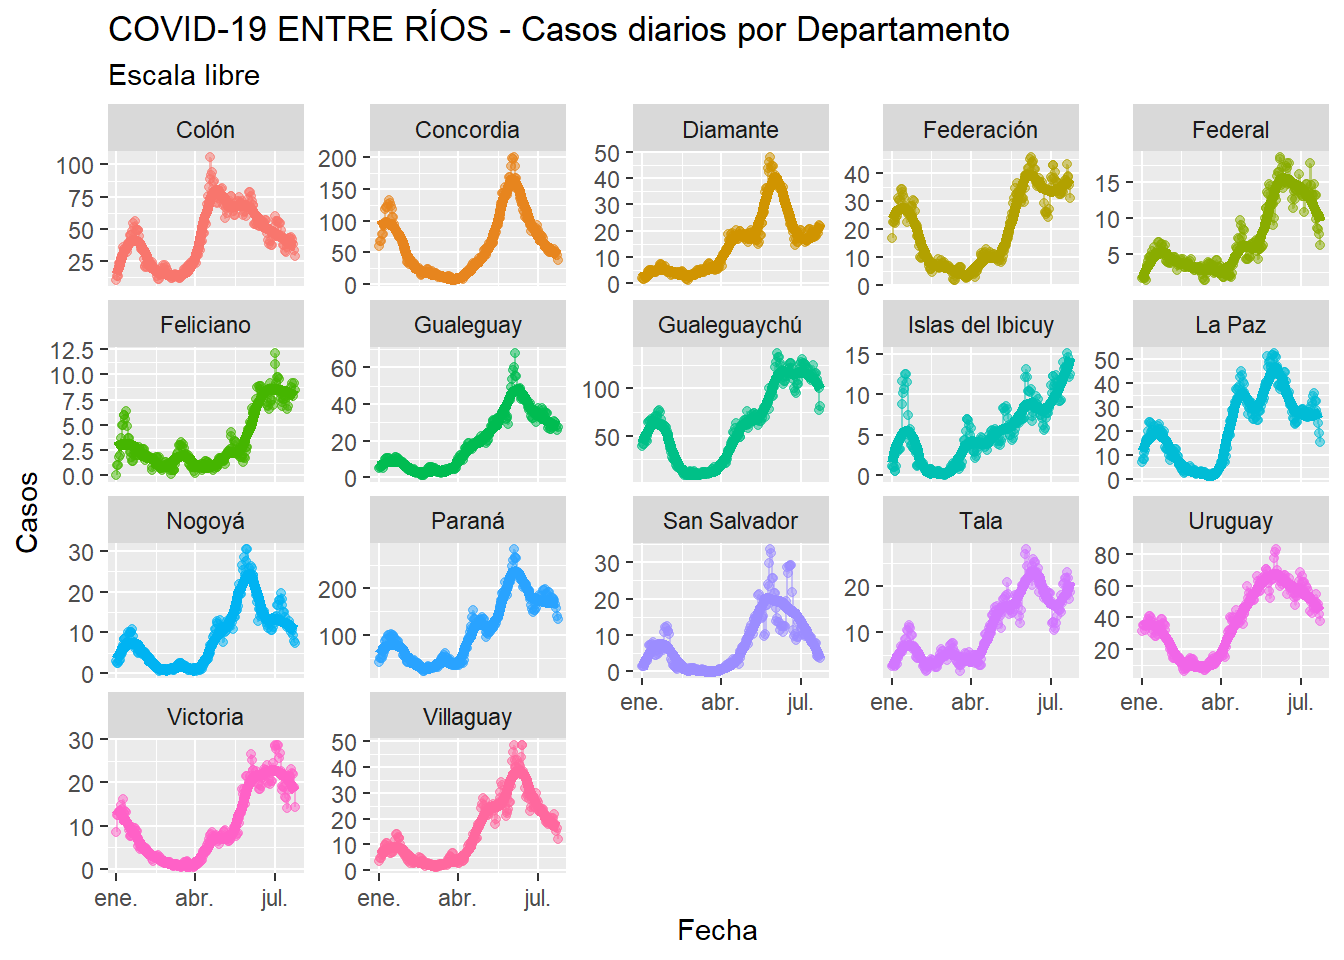 COVID-19 ENTRE RÍOS - Casos diarios por Departamento
Escala libre
Colón
Concordia
Diamante
Federación
Federal
100
75
50
25
200
150
100
50
0
50
40
30
20
10
0
40
30
20
10
0
15
10
5
Feliciano
Gualeguay
Gualeguaychú
Islas del Ibicuy
La Paz
12.5
10.0
7.5
5.0
2.5
0.0
60
40
20
0
100
50
15
10
5
0
50
40
30
20
10
0
Nogoyá
Paraná
San Salvador
Tala
Uruguay
30
20
10
0
200
100
30
20
10
0
20
10
80
60
40
20
ene. abr. jul.
ene. abr. jul.
ene. abr. jul.
Victoria
Villaguay
30
20
10
0
50
40
30
20
10
0
ene. abr. jul.
ene. abr. jul.
Casos
Fecha